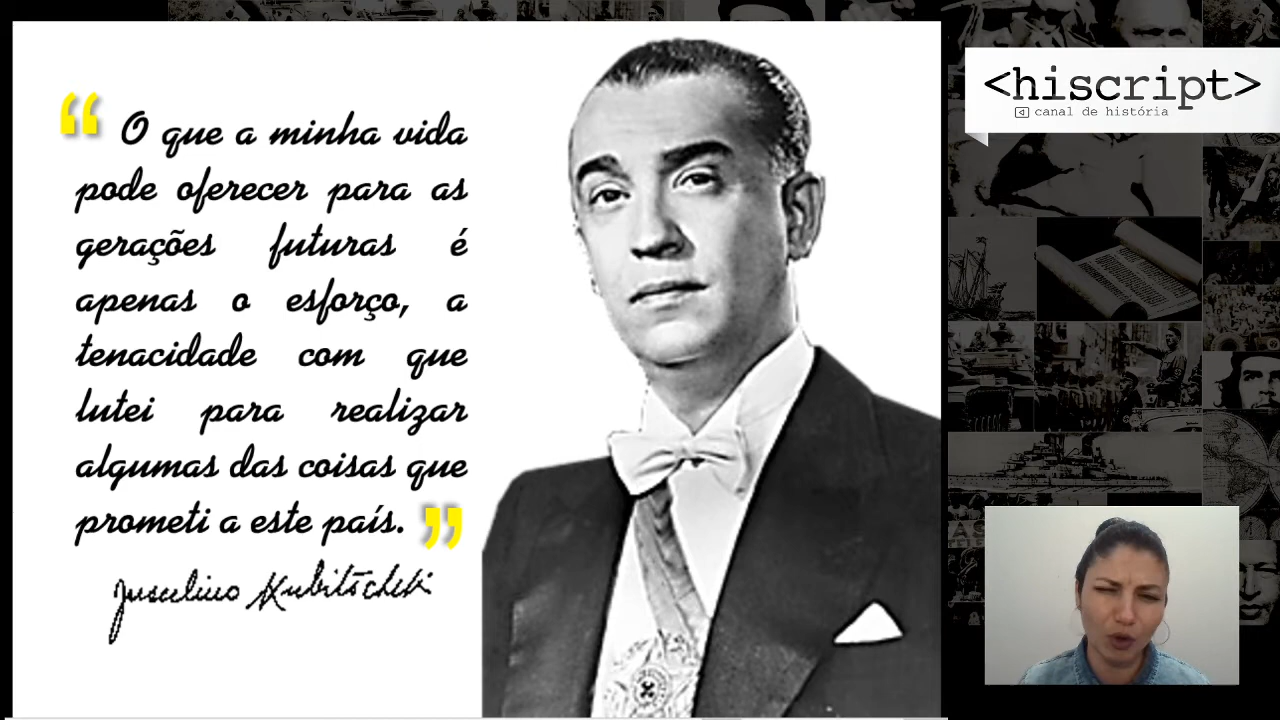 “ O que a minha vida
pode oferecer para as
gerações futuras é
apenas o esforço, a
tenacidade com que
lutei para realizar
algumas das coisas que
prometi a este país. ”
Juscelino Kubitschek
<hiscript>
canal de história